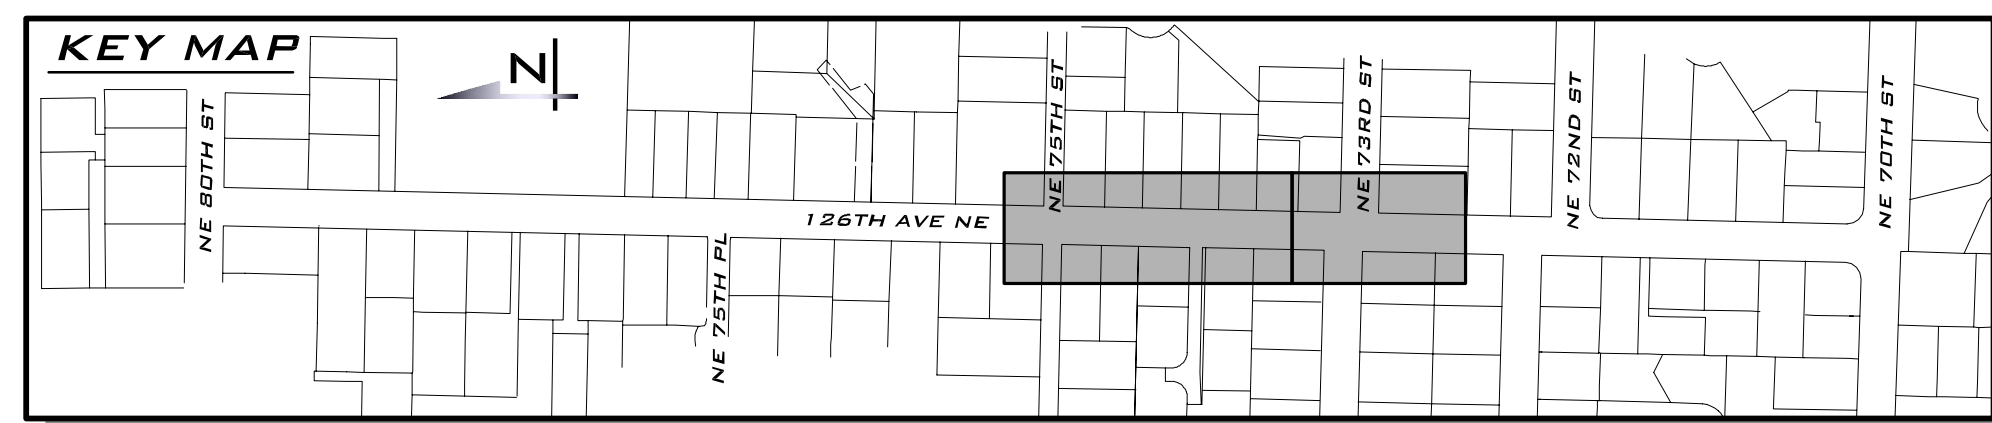 KEY MAP
N
NE 80TH ST
126TH AVE NE
NE 75TH PL
NE 75TH ST
NE 73RD ST
NE 72ND ST
NE 70TH ST